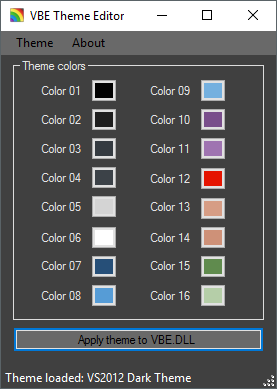 VBE Theme Editor
Theme About
Theme colors
Color 01 Color 09
Color 02 Color 10
Color 03 Color 11
Color 04 Color 12
Color 05 Color 13
Color 06 Color 14
Color 07 Color 15
Color 08 Color 16
Apply theme to VBE.DLL
Theme loaded: VS2012 Dark Theme